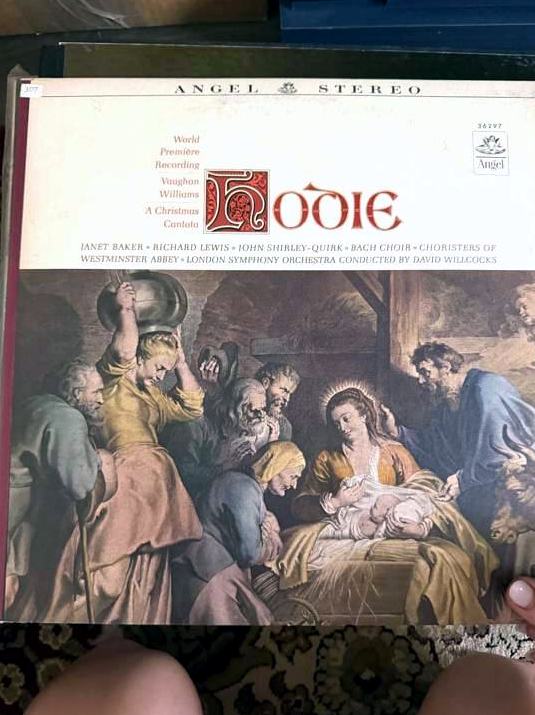 307
ANGEL STEREO
36297
Angel
World
Première
Recording
Vaughan
Williams
A Christmas
Cantata
HODIE
JANET BAKER • RICHARD LEWIS • JOHN SHIRLEY-QUIRK • BACH CHOIR • CHORISTERS OF
WESTMINSTER ABBEY • LONDON SYMPHONY ORCHESTRA CONDUCTED BY DAVID WILLCOCKS